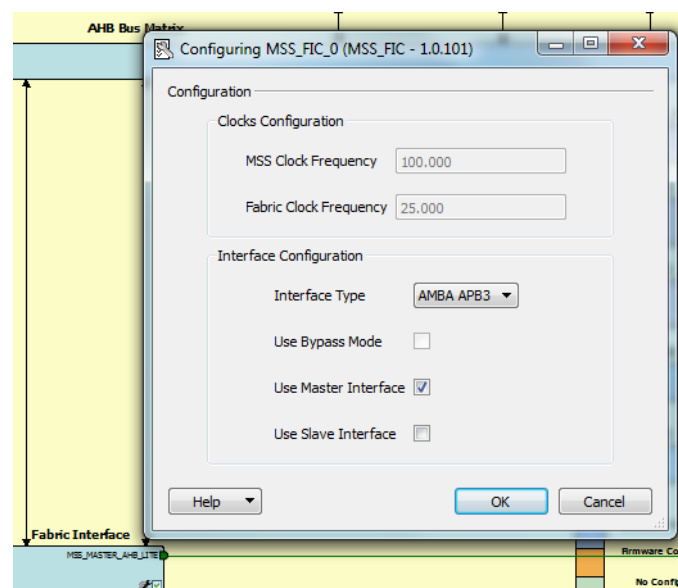 AHB Bus Matrix
Configuring MSS_FIC_0 (MSS_FIC - 1.0.101)
Configuration
Clocks Configuration
MSS Clock Frequency 100.000
Fabric Clock Frequency 25.000
Interface Configuration
Interface Type AMBA APB3
Use Bypass Mode
Use Master Interface
Use Slave Interface
Help OK Cancel
Fabric Interface
MSS_MASTER_AHB_LITE
Firmware Co
No Config